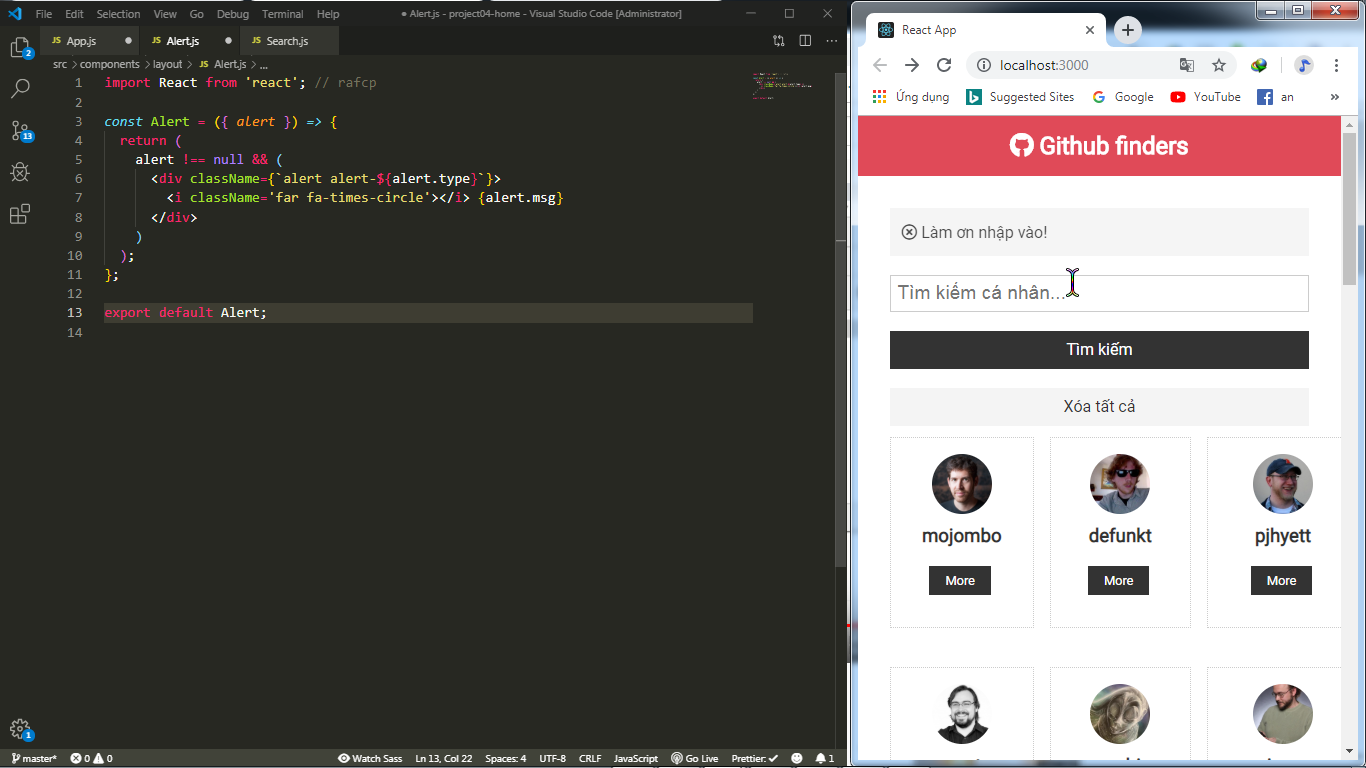 File Edit Selection View Go Debug Terminal Help
● Alert.js - project04-home - Visual Studio Code [Administrator]
JS App.js ●
JS Alert.js ●
JS Search.js
src > components > layout > JS Alert.js > ...
1 import React from 'react'; // rafcp
2
3 const Alert = ({ alert }) => {
4 return (
5 alert !== null && (
6 <div className={`alert alert-${alert.type}`}>
7 <i className='far fa-times-circle'></i> {alert.msg}
8 </div>
9 )
10 );
11 };
12
13 export default Alert;
14
2
13
1
master* 0 0 Watch Sass Ln 13, Col 22 Spaces: 4 UTF-8 CRLF JavaScript Go Live Prettier: ✓ 1
React App
localhost:3000
Ứng dụng Suggested Sites Google YouTube an »
Github finders
Làm ơn nhập vào!
Tìm kiếm cá nhân...
Tìm kiếm
Xóa tất cả
mojombo defunkt pjhyett
More More More